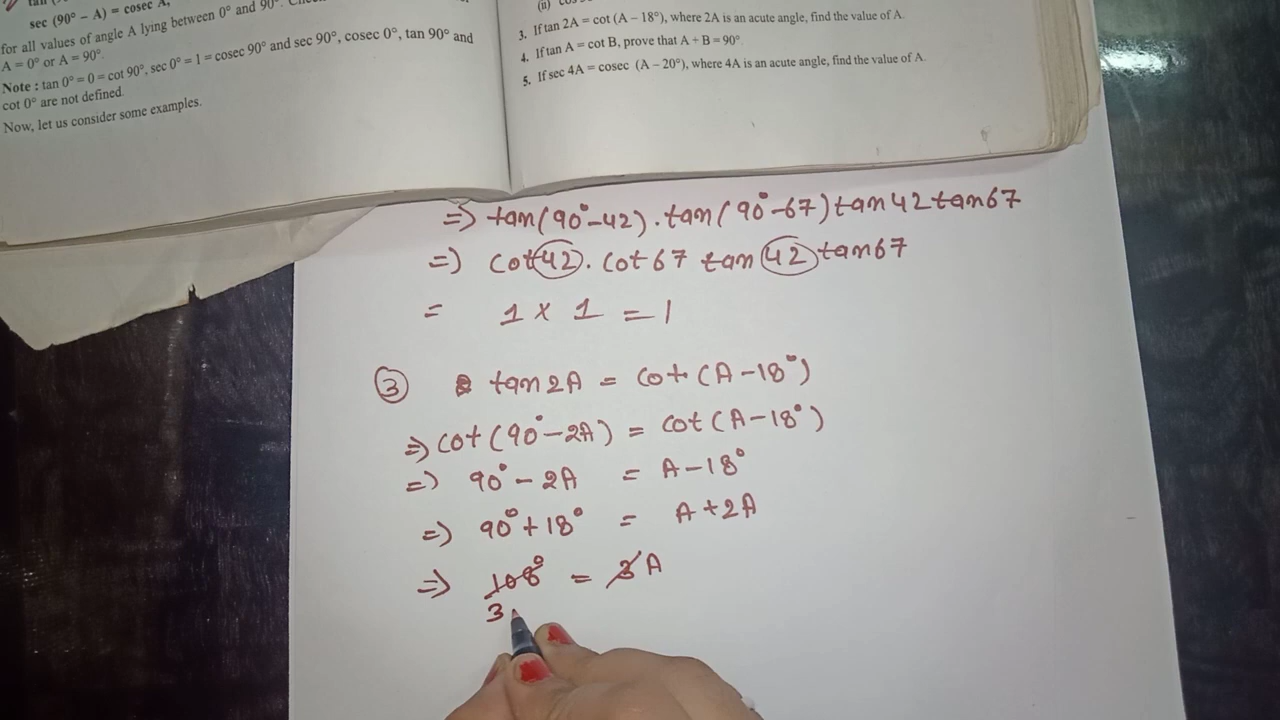 sec (90° – A) = cosec A,
for all values of angle A lying between 0° and 90°.
A = 0° or A = 90°.
Note : tan 0° = 0 = cot 90°, sec 0° = 1 = cosec 90° and sec 90°, cosec 0°, tan 90° and
cot 0° are not defined.
Now, let us consider some examples.
(ii)
3. If tan 2A = cot (A – 18°), where 2A is an acute angle, find the value of A.
4. If tan A = cot B, prove that A + B = 90°.
5. If sec 4A = cosec (A – 20°), where 4A is an acute angle, find the value of A.
=> tan(90°-42).tan(90°-67)tan42tan67
=> cot42. cot67 tan42 tan67
= 1 x 1 = 1
3 tan2A = cot(A-18°)
=> cot(90°-2A) = cot(A-18°)
=> 90°-2A = A-18°
=> 90°+18° = A+2A
=> 108° = 3A
3